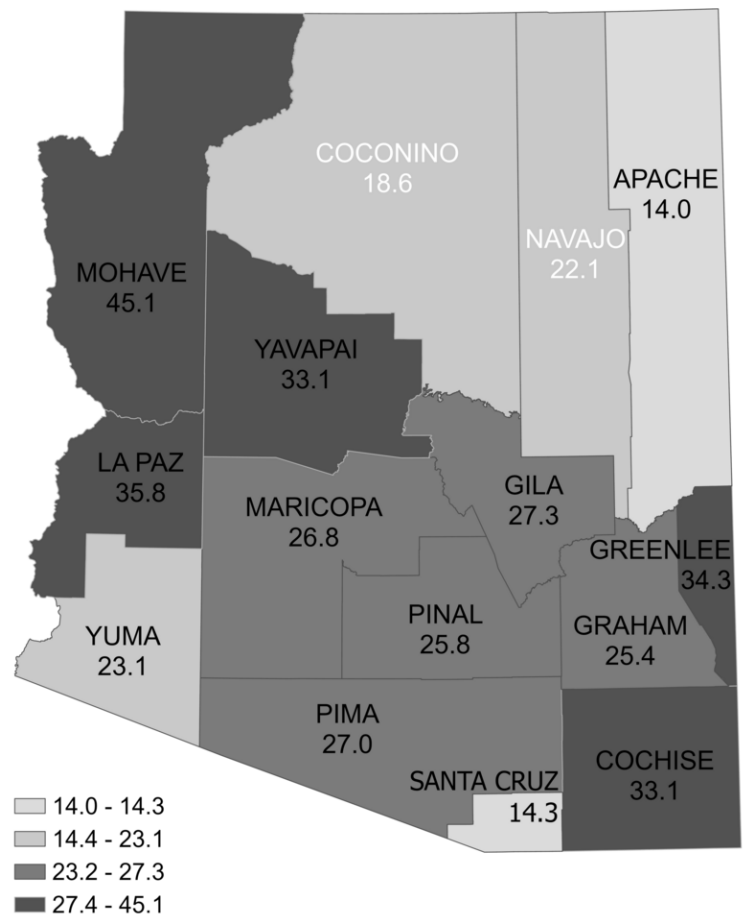 COCONINO
18.6
APACHE
14.0
NAVAJO
22.1
MOHAVE
45.1
YAVAPAI
33.1
LA PAZ
35.8
MARICOPA
26.8
GILA
27.3
GREENLEE
34.3
YUMA
23.1
PINAL
25.8
GRAHAM
25.4
PIMA
27.0
SANTA CRUZ
14.3
COCHISE
33.1
14.0 - 14.3
14.4 - 23.1
23.2 - 27.3
27.4 - 45.1